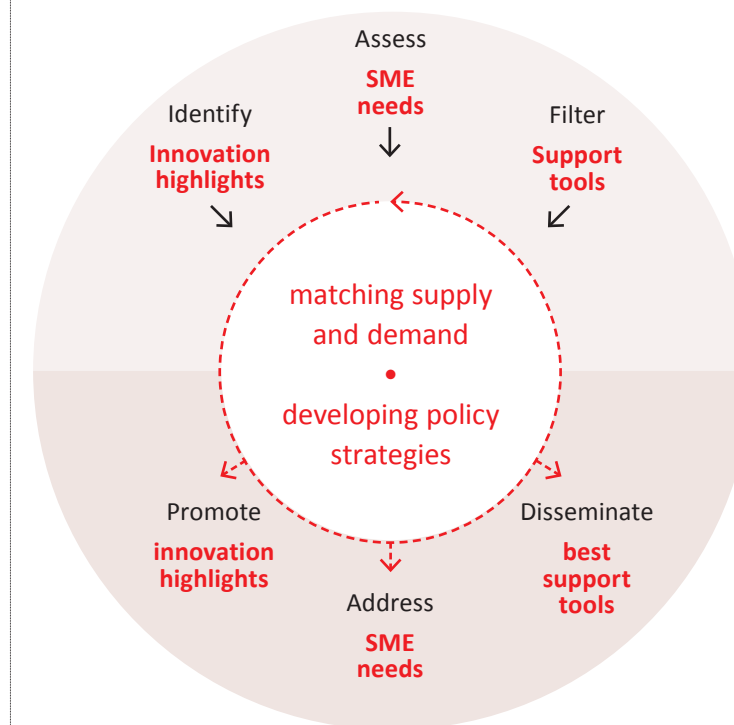 Assess
SME
needs
Identify
Innovation
highlights
Filter
Support
tools
matching supply
and demand
•
developing policy
strategies
Promote
innovation
highlights
Address
SME
needs
Disseminate
best
support
tools